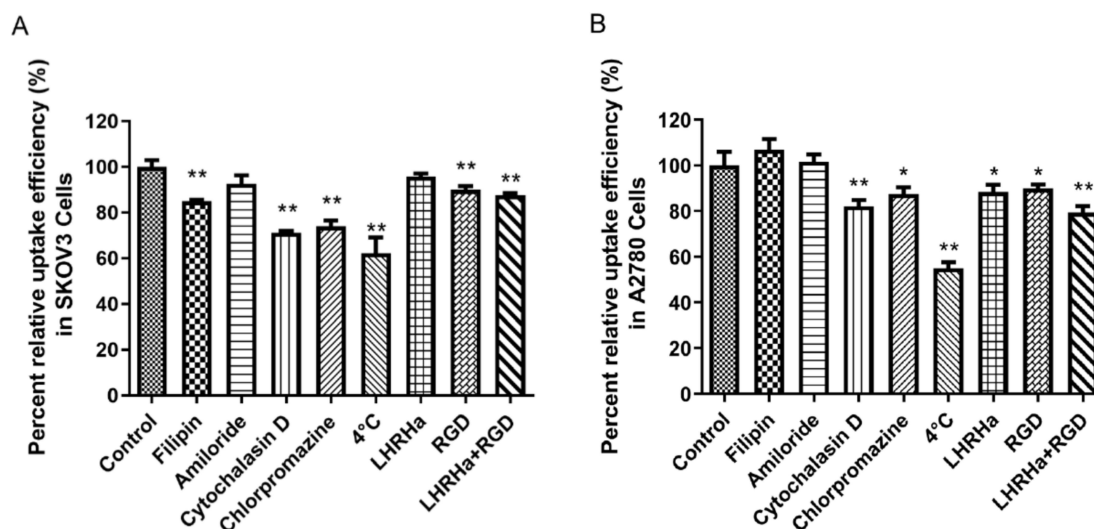 A
Percent relative uptake efficiency (%)
in SKOV3 Cells
120
100
80
60
40
20
0
**
**
**
**
**
**
Control
Filipin
Amiloride
Cytochalasin D
Chlorpromazine
4°C
LHRHa
RGD
LHRHa+RGD
B
Percent relative uptake efficiency (%)
in A2780 Cells
120
100
80
60
40
20
0
**
*
**
*
*
**
Control
Filipin
Amiloride
Cytochalasin D
Chlorpromazine
4°C
LHRHa
RGD
LHRHa+RGD